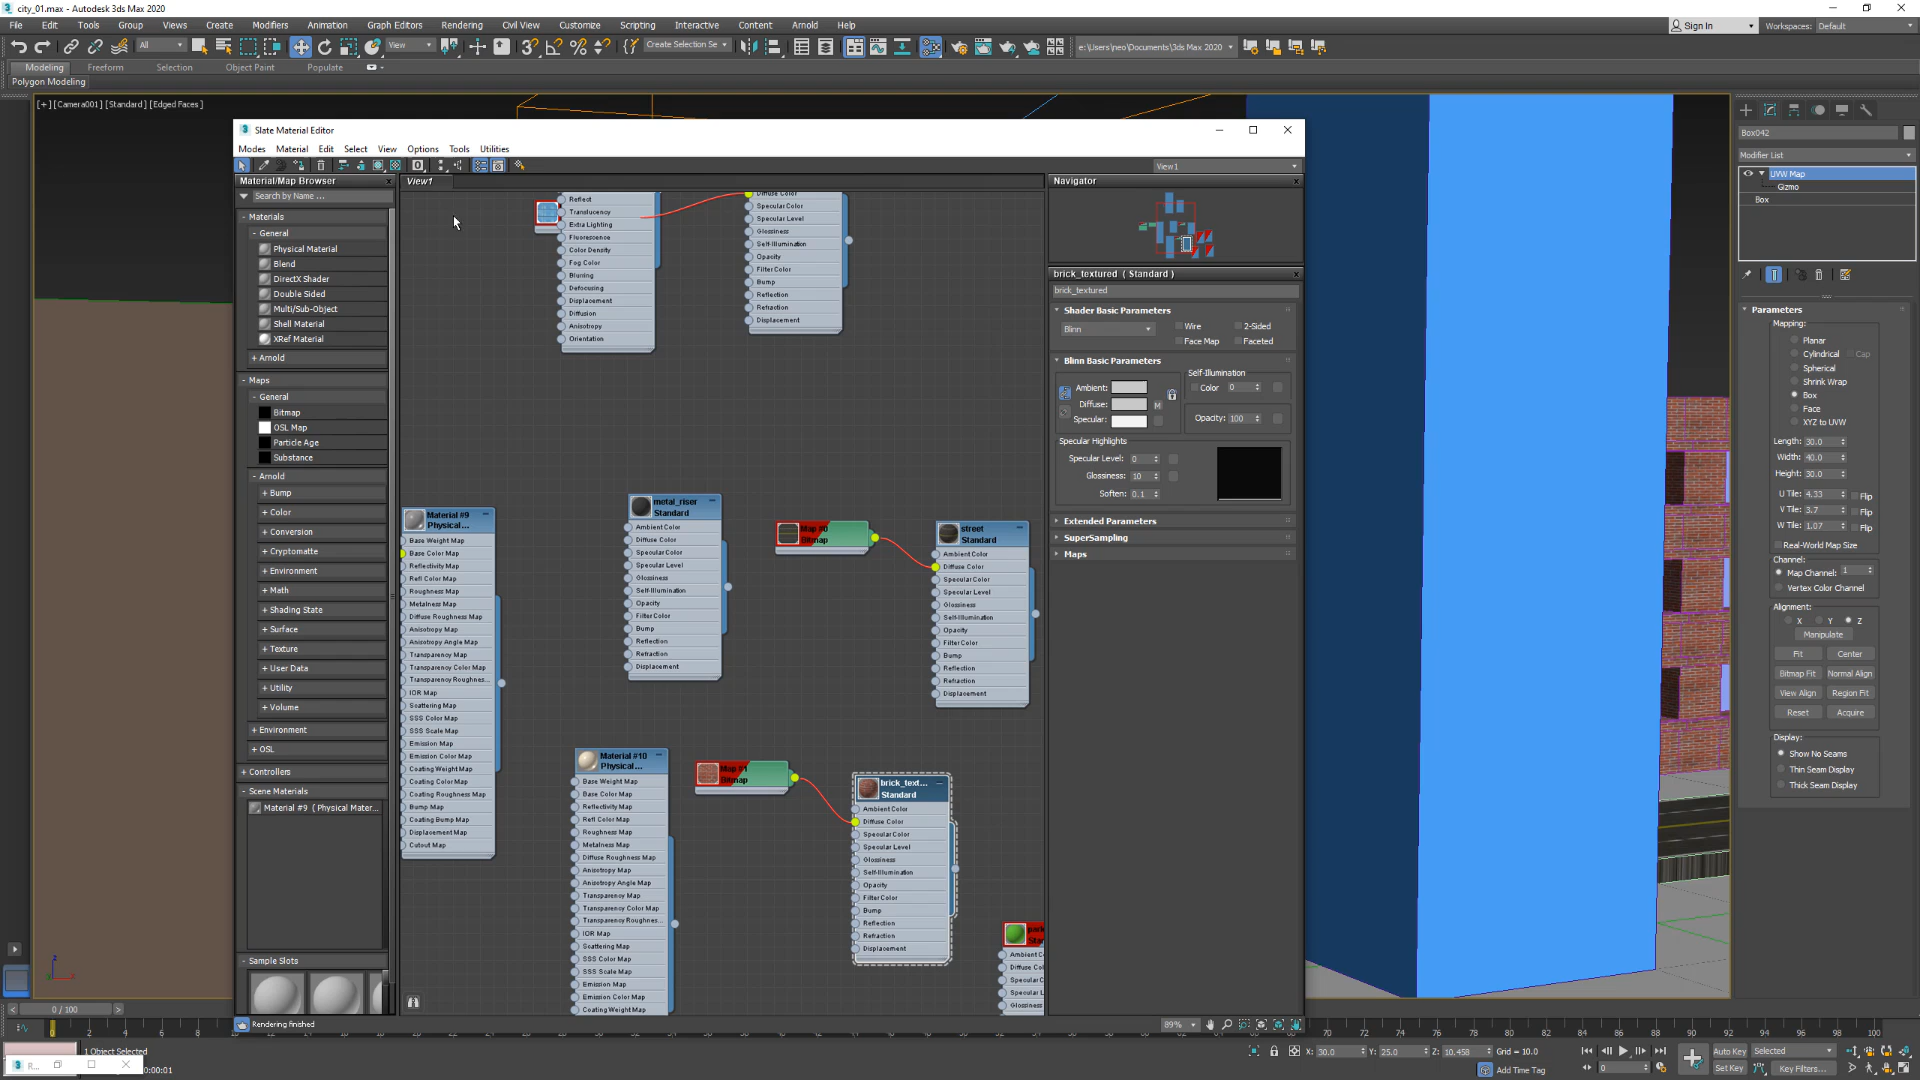 city_01.max - Autodesk 3ds Max 2020
File Edit Tools Group Views Create Modifiers Animation Graph Editors Rendering Civil View Customize Scripting Interactive Content Arnold Help
Sign In Workspaces: Default
All View Create Selection Se e:\Users\neo\Documents\3ds Max 2020
Modeling Freeform Selection Object Paint Populate
Polygon Modeling
[+] [Camera001] [Standard] [Edged Faces]
Slate Material Editor
Modes Material Edit Select View Options Tools Utilities
View1
Material/Map Browser
Search by Name ...
- Materials
- General
Physical Material
Blend
DirectX Shader
Double Sided
Multi/Sub-Object
Shell Material
XRef Material
+ Arnold
- Maps
- General
Bitmap
OSL Map
Particle Age
Substance
- Arnold
+ Bump
+ Color
+ Conversion
+ Cryptomatte
+ Environment
+ Math
+ Shading State
+ Surface
+ Texture
+ User Data
+ Utility
+ Volume
+ Environment
+ OSL
+ Controllers
- Scene Materials
Material #9 ( Physical Mater...
- Sample Slots
Rendering finished
View1
Reflect
Translucency
Extra Lighting
Fluorescence
Color Density
Fog Color
Bluring
Defocusing
Displacement
Diffusion
Anisotropy
Orientation
Diffuse Color
Specular Color
Specular Level
Glossiness
Self-Illumination
Opacity
Filter Color
Bump
Reflection
Refraction
Displacement
Material #9
Physical...
Base Weight Map
Base Color Map
Reflectivity Map
Refl Color Map
Roughness Map
Metalness Map
Diffuse Roughness Map
Anisotropy Map
Anisotropy Angle Map
Transparency Map
Transparency Color Map
Transparency Roughnes...
IOR Map
Scattering Map
SSS Color Map
SSS Scale Map
Emission Map
Emission Color Map
Coating Weight Map
Coating Color Map
Coating Roughness Map
Bump Map
Coating Bump Map
Displacement Map
Cutout Map
metal_riser
Standard
Ambient Color
Diffuse Color
Specular Color
Specular Level
Glossiness
Self-Illumination
Opacity
Filter Color
Bump
Reflection
Refraction
Displacement
Map #0
Bitmap
street
Standard
Ambient Color
Diffuse Color
Specular Color
Specular Level
Glossiness
Self-Illumination
Opacity
Filter Color
Bump
Reflection
Refraction
Displacement
Material #10
Physical...
Base Weight Map
Base Color Map
Reflectivity Map
Refl Color Map
Roughness Map
Metalness Map
Diffuse Roughness Map
Anisotropy Map
Anisotropy Angle Map
Transparency Map
Transparency Color Map
Transparency Roughnes...
IOR Map
Scattering Map
SSS Color Map
SSS Scale Map
Emission Map
Emission Color Map
Coating Weight Map
Map #1
Bitmap
brick_text...
Standard
Ambient Color
Diffuse Color
Specular Color
Specular Level
Glossiness
Self-Illumination
Opacity
Filter Color
Bump
Reflection
Refraction
Displacement
Ambient C
Diffuse Col
Specular C
Specular L
Glossiness
89%
Navigator
brick_textured ( Standard )
brick_textured
Shader Basic Parameters
Blinn Wire 2-Sided
Face Map Faceted
Blinn Basic Parameters
Self-Illumination
Ambient: Color 0
Diffuse: M
Specular: Opacity: 100
Specular Highlights
Specular Level: 0
Glossiness: 10
Soften: 0.1
Extended Parameters
SuperSampling
Maps
Box042
Modifier List
UVW Map
Gizmo
Box
Parameters
Mapping:
Planar
Cylindrical Cap
Spherical
Shrink Wrap
Box
Face
XYZ to UVW
Length: 30.0
Width: 40.0
Height: 30.0
U Tile: 4.33 Flip
V Tile: 3.7 Flip
W Tile: 1.07 Flip
Real-World Map Size
Channel:
Map Channel: 1
Vertex Color Channel
Alignment:
X Y Z
Manipulate
Fit Center
Bitmap Fit Normal Align
View Align Region Fit
Reset Acquire
Display:
Show No Seams
Thin Seam Display
Thick Seam Display
0 / 100
0 2 4 6 8 70 72 74 76 78 80 82 84 86 88 90 92 94 96 98 100
1 Object Selected
R...
0:00:01
X: 30.0 Y: 25.0 Z: 10.458 Grid = 10.0
Add Time Tag
Auto Key Selected
Set Key Key Filters...
0